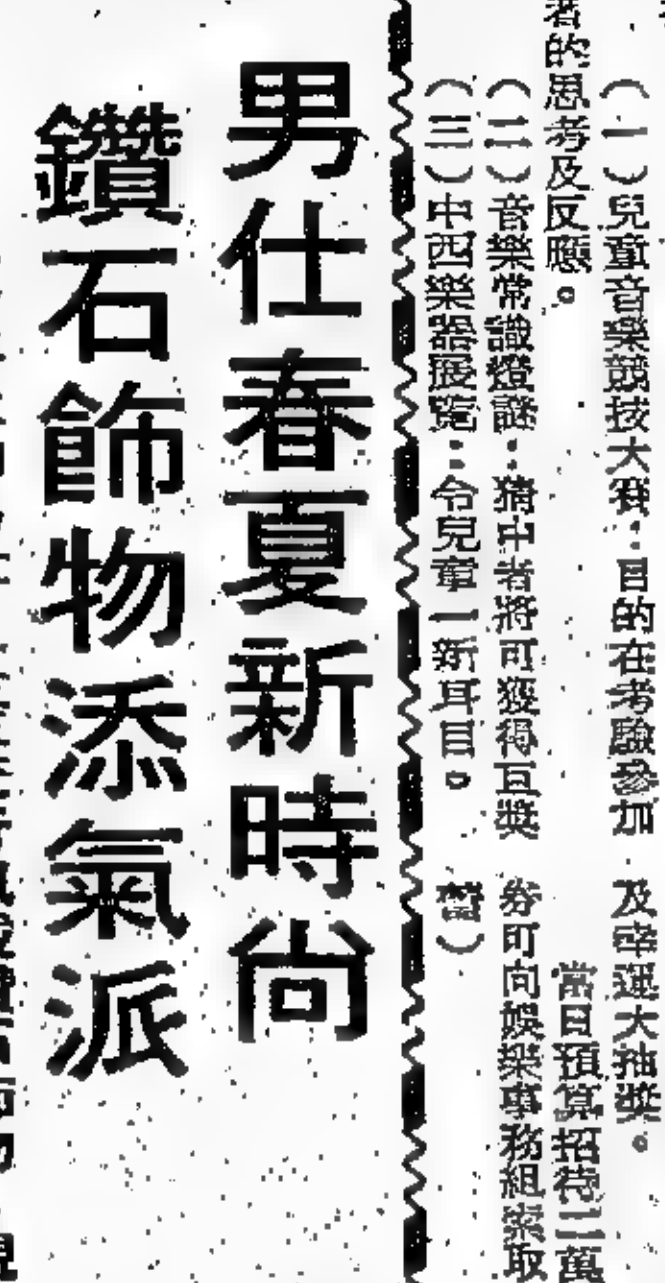 （一）兒童音樂競技大賽：目的在考驗參加
者的思考及反應。
（二）音樂常識燈謎：猜中者將可獲得巨獎
（三）中西樂器展覽：令兒童一新耳目。
及幸運大抽獎。
當日預算招待二萬
券可向娛樂事務組索取
男仕春夏新時尚
鑽石飾物添氣派